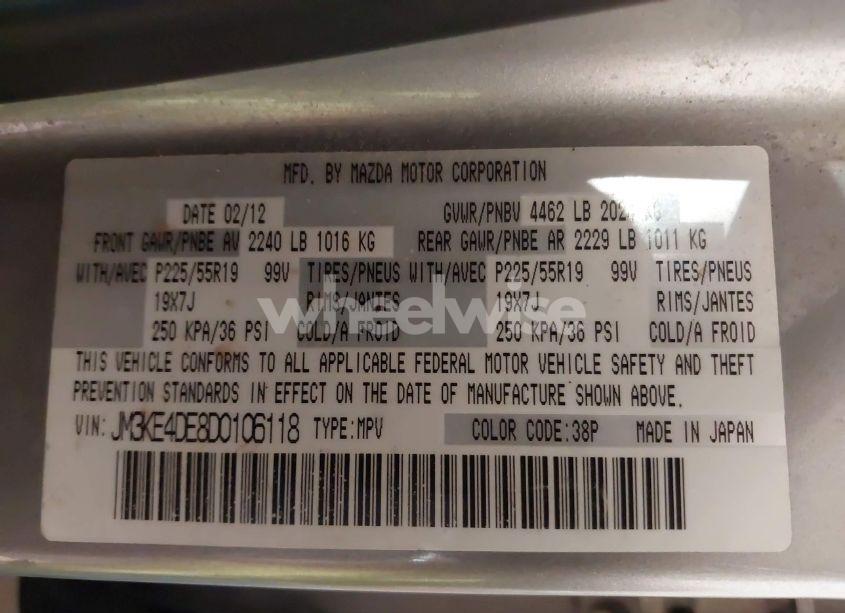 MFD. BY MAZDA MOTOR CORPORATION
DATE 02/12 GVWR/PNBV 4462 LB KG
FRONT GAWR/PNBE AV 2240 LB 1016 KG REAR GAWR/PNBE AR 2229 LB 1011 KG
WITH/AVEC P225/55R19 99V TIRES/PNEUS WITH/AVEC P225/55R19 99V TIRES/PNEUS
19X7J RIMS/JANTES 19X7J RIMS/JANTES
wheelwise
250 KPA/36 PSI COLD/A FROID 250 KPA/36 PSI COLD/A FROID
THIS VEHICLE CONFORMS TO ALL APPLICABLE FEDERAL MOTOR VEHICLE SAFETY AND THEFT
PREVENTION STANDARDS IN EFFECT ON THE DATE OF MANUFACTURE SHOWN ABOVE.
VIN: JM3KE4DE8D0106118 TYPE:MPV COLOR CODE:38P MADE IN JAPAN